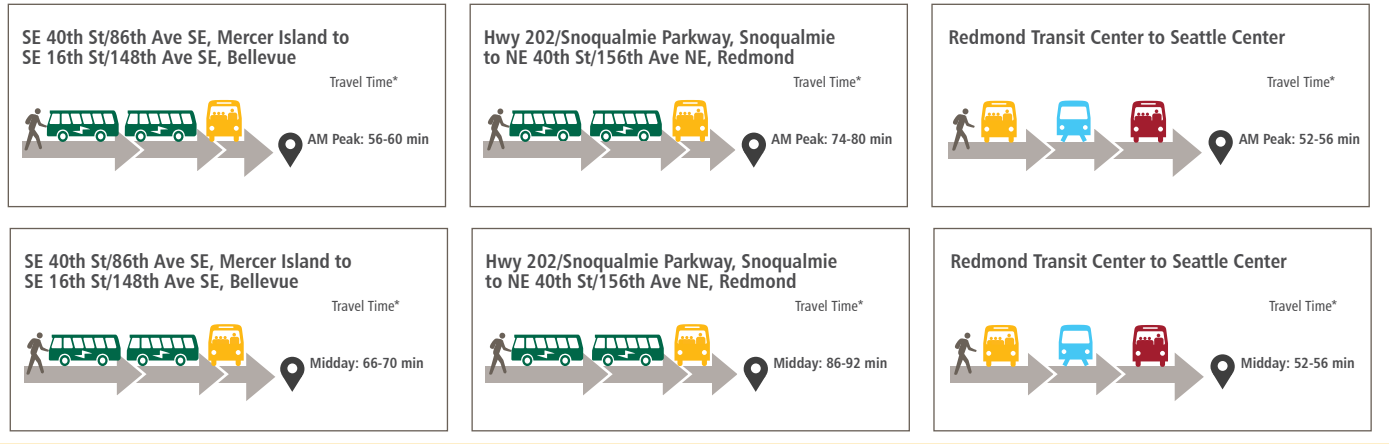 SE 40th St/86th Ave SE, Mercer Island to
SE 16th St/148th Ave SE, Bellevue
Travel Time*
AM Peak: 56-60 min
Hwy 202/Snoqualmie Parkway, Snoqualmie
to NE 40th St/156th Ave NE, Redmond
Travel Time*
AM Peak: 74-80 min
Redmond Transit Center to Seattle Center
Travel Time*
AM Peak: 52-56 min
SE 40th St/86th Ave SE, Mercer Island to
SE 16th St/148th Ave SE, Bellevue
Travel Time*
Midday: 66-70 min
Hwy 202/Snoqualmie Parkway, Snoqualmie
to NE 40th St/156th Ave NE, Redmond
Travel Time*
Midday: 86-92 min
Redmond Transit Center to Seattle Center
Travel Time*
Midday: 52-56 min